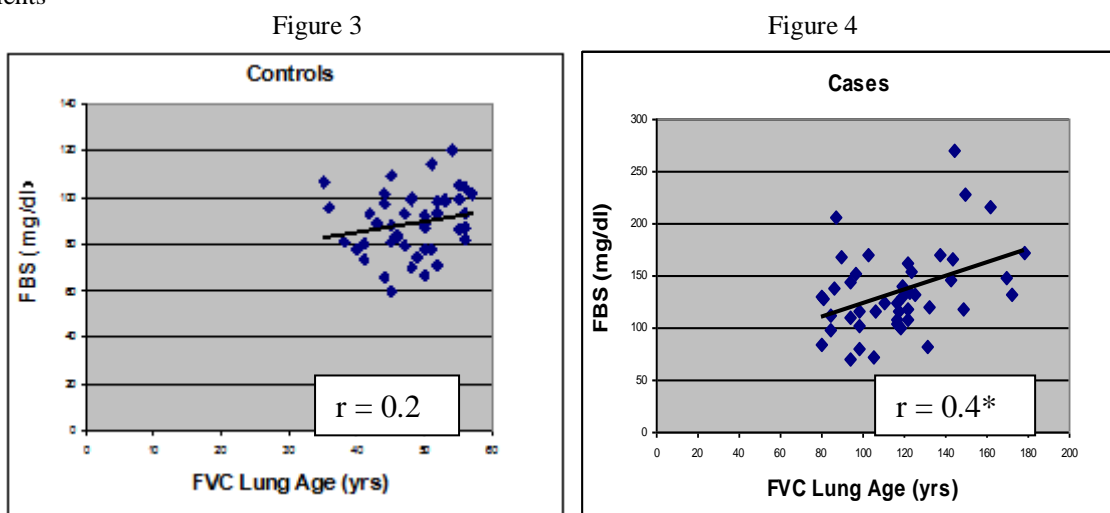 ents
Figure 3
Figure 4
Controls
140
120
100
80
60
40
20
0
0 10 20 30 40 50 60
FBS (mg/dl)
FVC Lung Age (yrs)
r = 0.2
Cases
300
250
200
150
100
50
0
0 20 40 60 80 100 120 140 160 180 200
FBS (mg/dl)
FVC Lung Age (yrs)
r = 0.4*